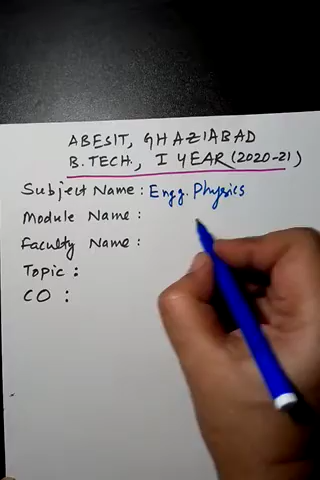 ABESIT, GHAZIABAD
B.TECH., I YEAR (2020-21)
Subject Name: Engg. Physics
Module Name :
Faculty Name :
Topic :
CO :